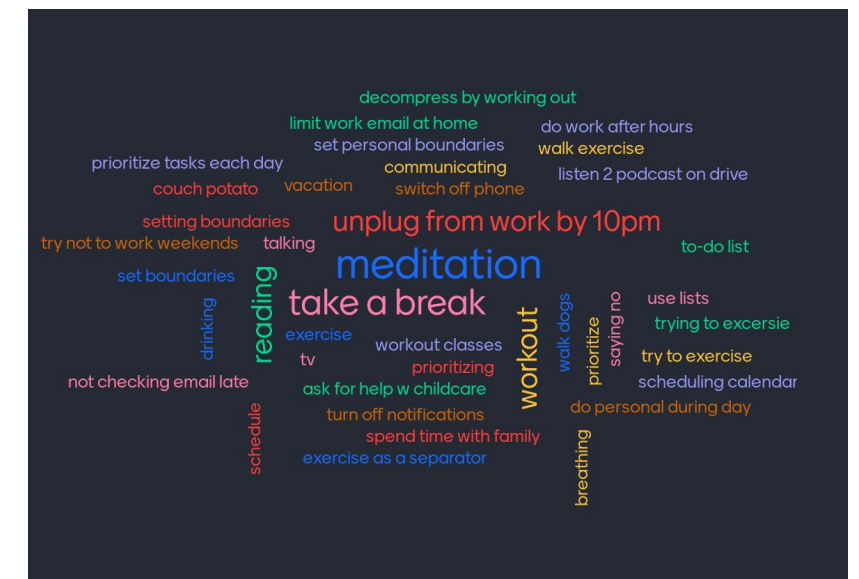 decompress by working out
limit work email at home
do work after hours
set personal boundaries
walk exercise
prioritize tasks each day
communicating
listen 2 podcast on drive
couch potato
vacation
switch off phone
setting boundaries
unplug from work by 10pm
try not to work weekends
talking
to-do list
meditation
set boundaries
reading
take a break
drinking
exercise
workout
walk dogs
prioritize
saying no
use lists
trying to excersie
workout classes
tv
prioritizing
try to exercise
not checking email late
ask for help w childcare
scheduling calendar
turn off notifications
do personal during day
schedule
spend time with family
breathing
exercise as a separator